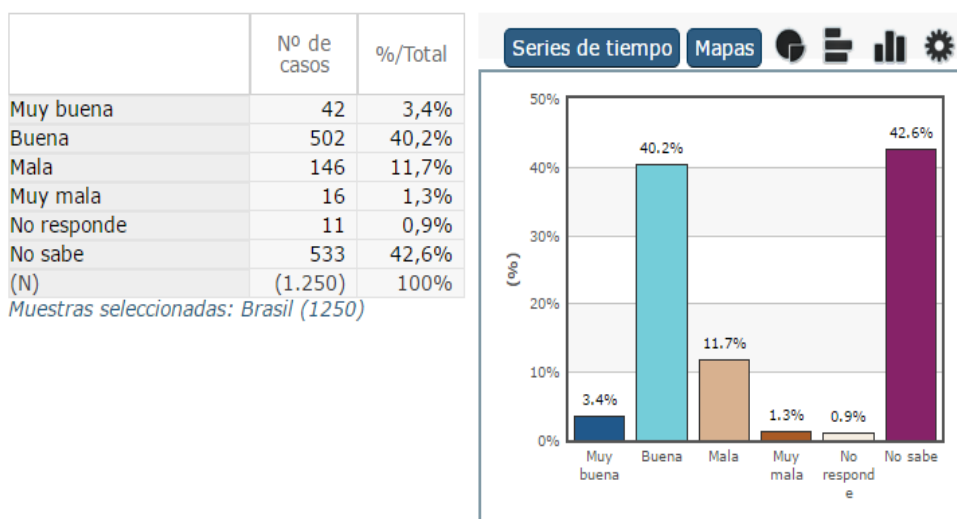 Nº de casos %/Total
Muy buena 42 3,4%
Buena 502 40,2%
Mala 146 11,7%
Muy mala 16 1,3%
No responde 11 0,9%
No sabe 533 42,6%
(N) (1.250) 100%
Muestras seleccionadas: Brasil (1250)
Series de tiempo Mapas
50%
40%
30%
20%
10%
0%
(%)
3.4%
40.2%
11.7%
1.3%
0.9%
42.6%
Muy
buena
Buena
Mala
Muy
mala
No
respond
e
No sabe